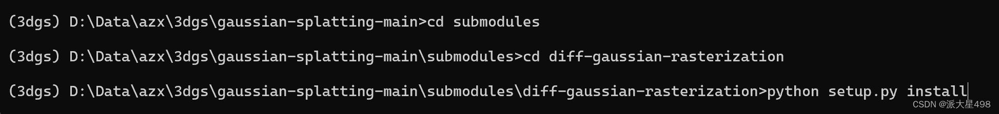 (3dgs) D:\Data\azx\3dgs\gaussian-splatting-main>cd submodules
(3dgs) D:\Data\azx\3dgs\gaussian-splatting-main\submodules>cd diff-gaussian-rasterization
(3dgs) D:\Data\azx\3dgs\gaussian-splatting-main\submodules\diff-gaussian-rasterization>python setup.py install
CSDN @派大星498